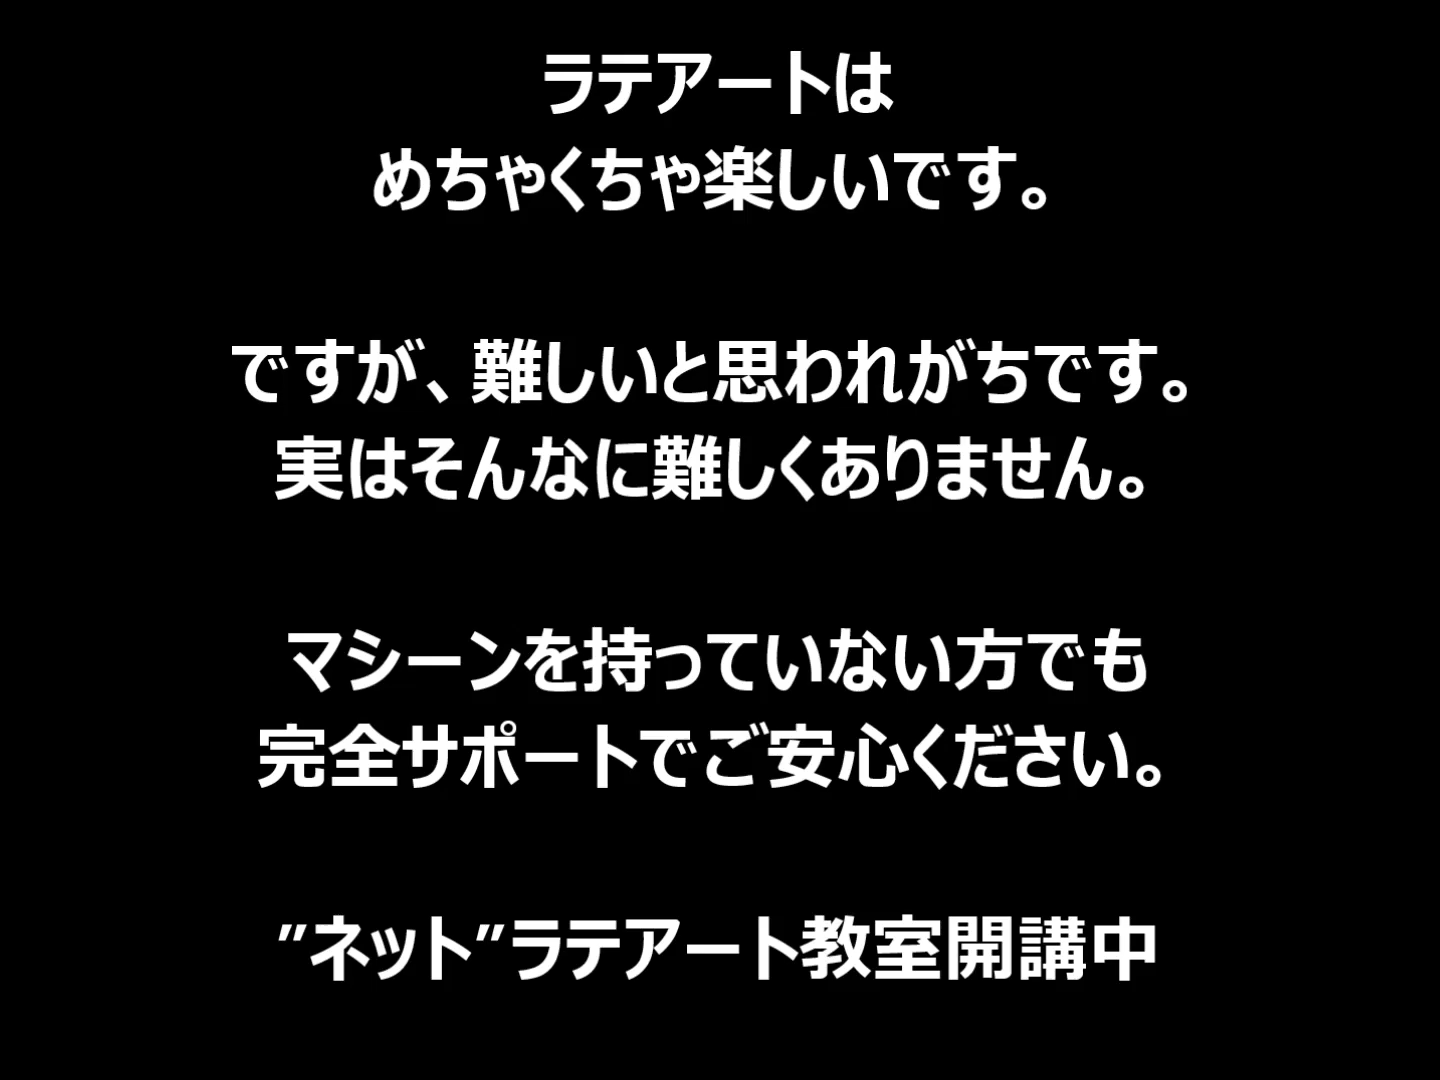 ラテアートは
めちゃくちゃ楽しいです。
ですが、難しいと思われがちです。
実はそんなに難しくありません。
マシーンを持っていない方でも
完全サポートでご安心ください。
”ネット”ラテアート教室開講中